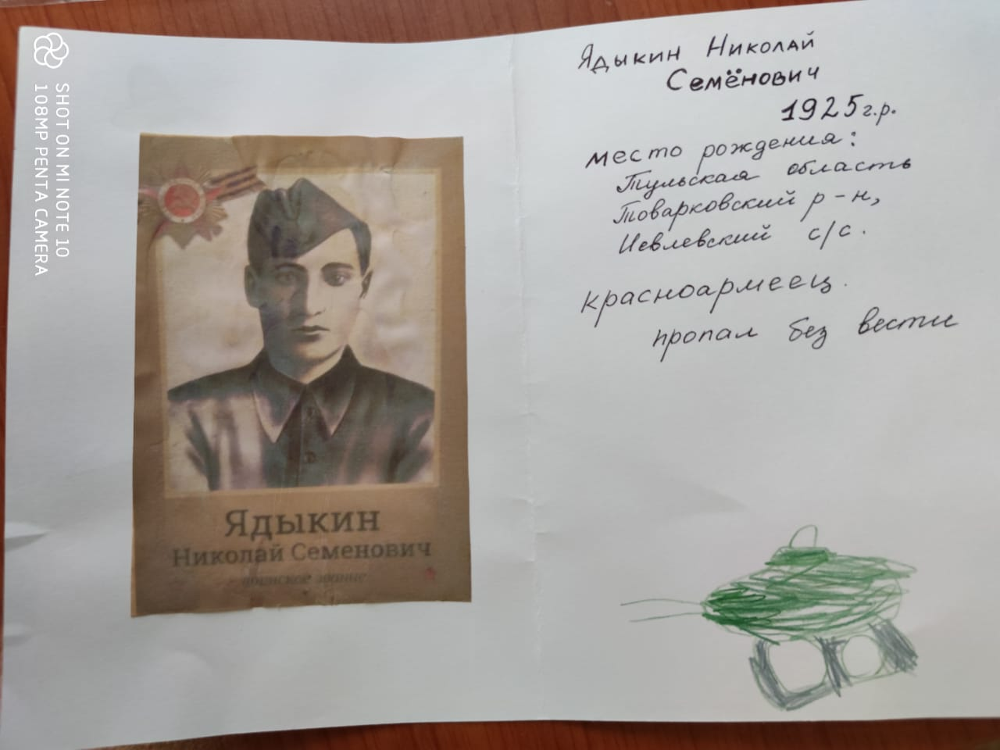 SHOT ON MI NOTE 10
108MP PENTA CAMERA
Ядыкин
Николай Семенович
воинское звание
Ядыкин Николай
Семёнович
1925 г.р.
место рождения:
Тульская область
Товарковский р-н,
Иевлевский с/с.
красноармеец.
пропал без вести